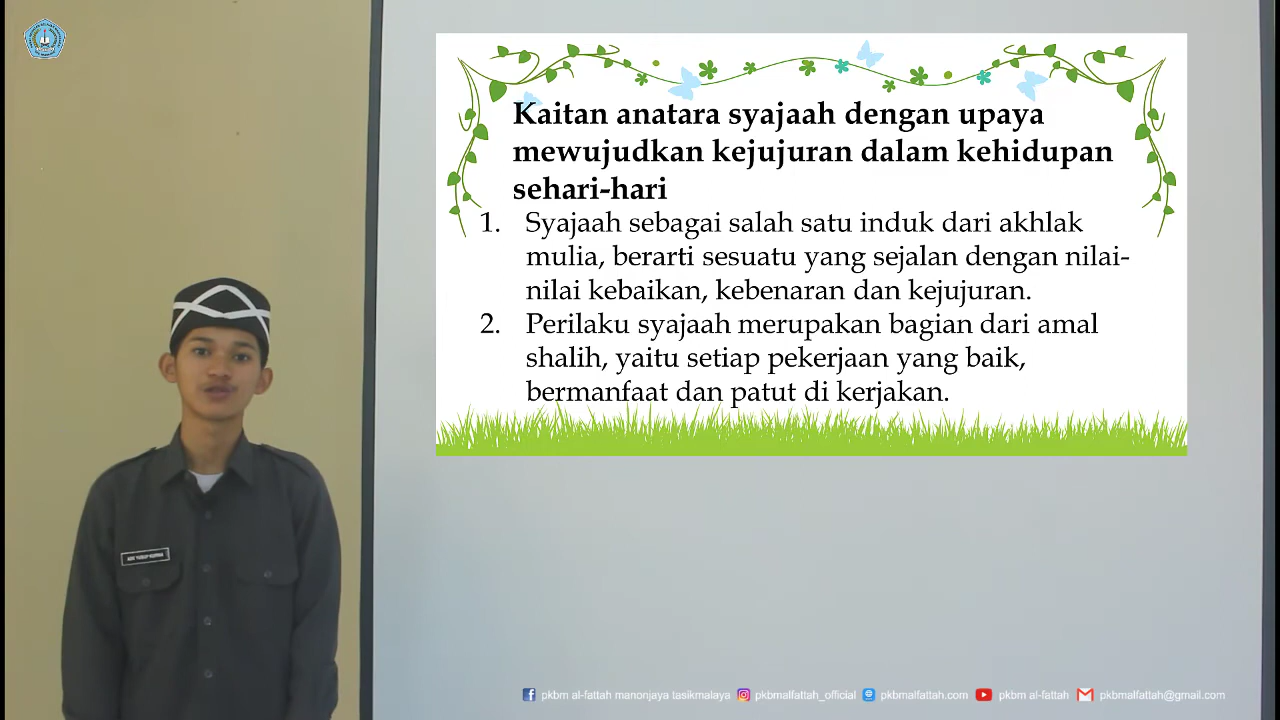 Kaitan anatara syajaah dengan upaya
mewujudkan kejujuran dalam kehidupan
sehari-hari
1. Syajaah sebagai salah satu induk dari akhlak
mulia, berarti sesuatu yang sejalan dengan nilai-
nilai kebaikan, kebenaran dan kejujuran.
2. Perilaku syajaah merupakan bagian dari amal
shalih, yaitu setiap pekerjaan yang baik,
bermanfaat dan patut di kerjakan.
pkbm al-fattah manonjaya tasikmalaya pkbmalfattah_official pkbmalfattah.com pkbm al-fattah pkbmalfattah@gmail.com